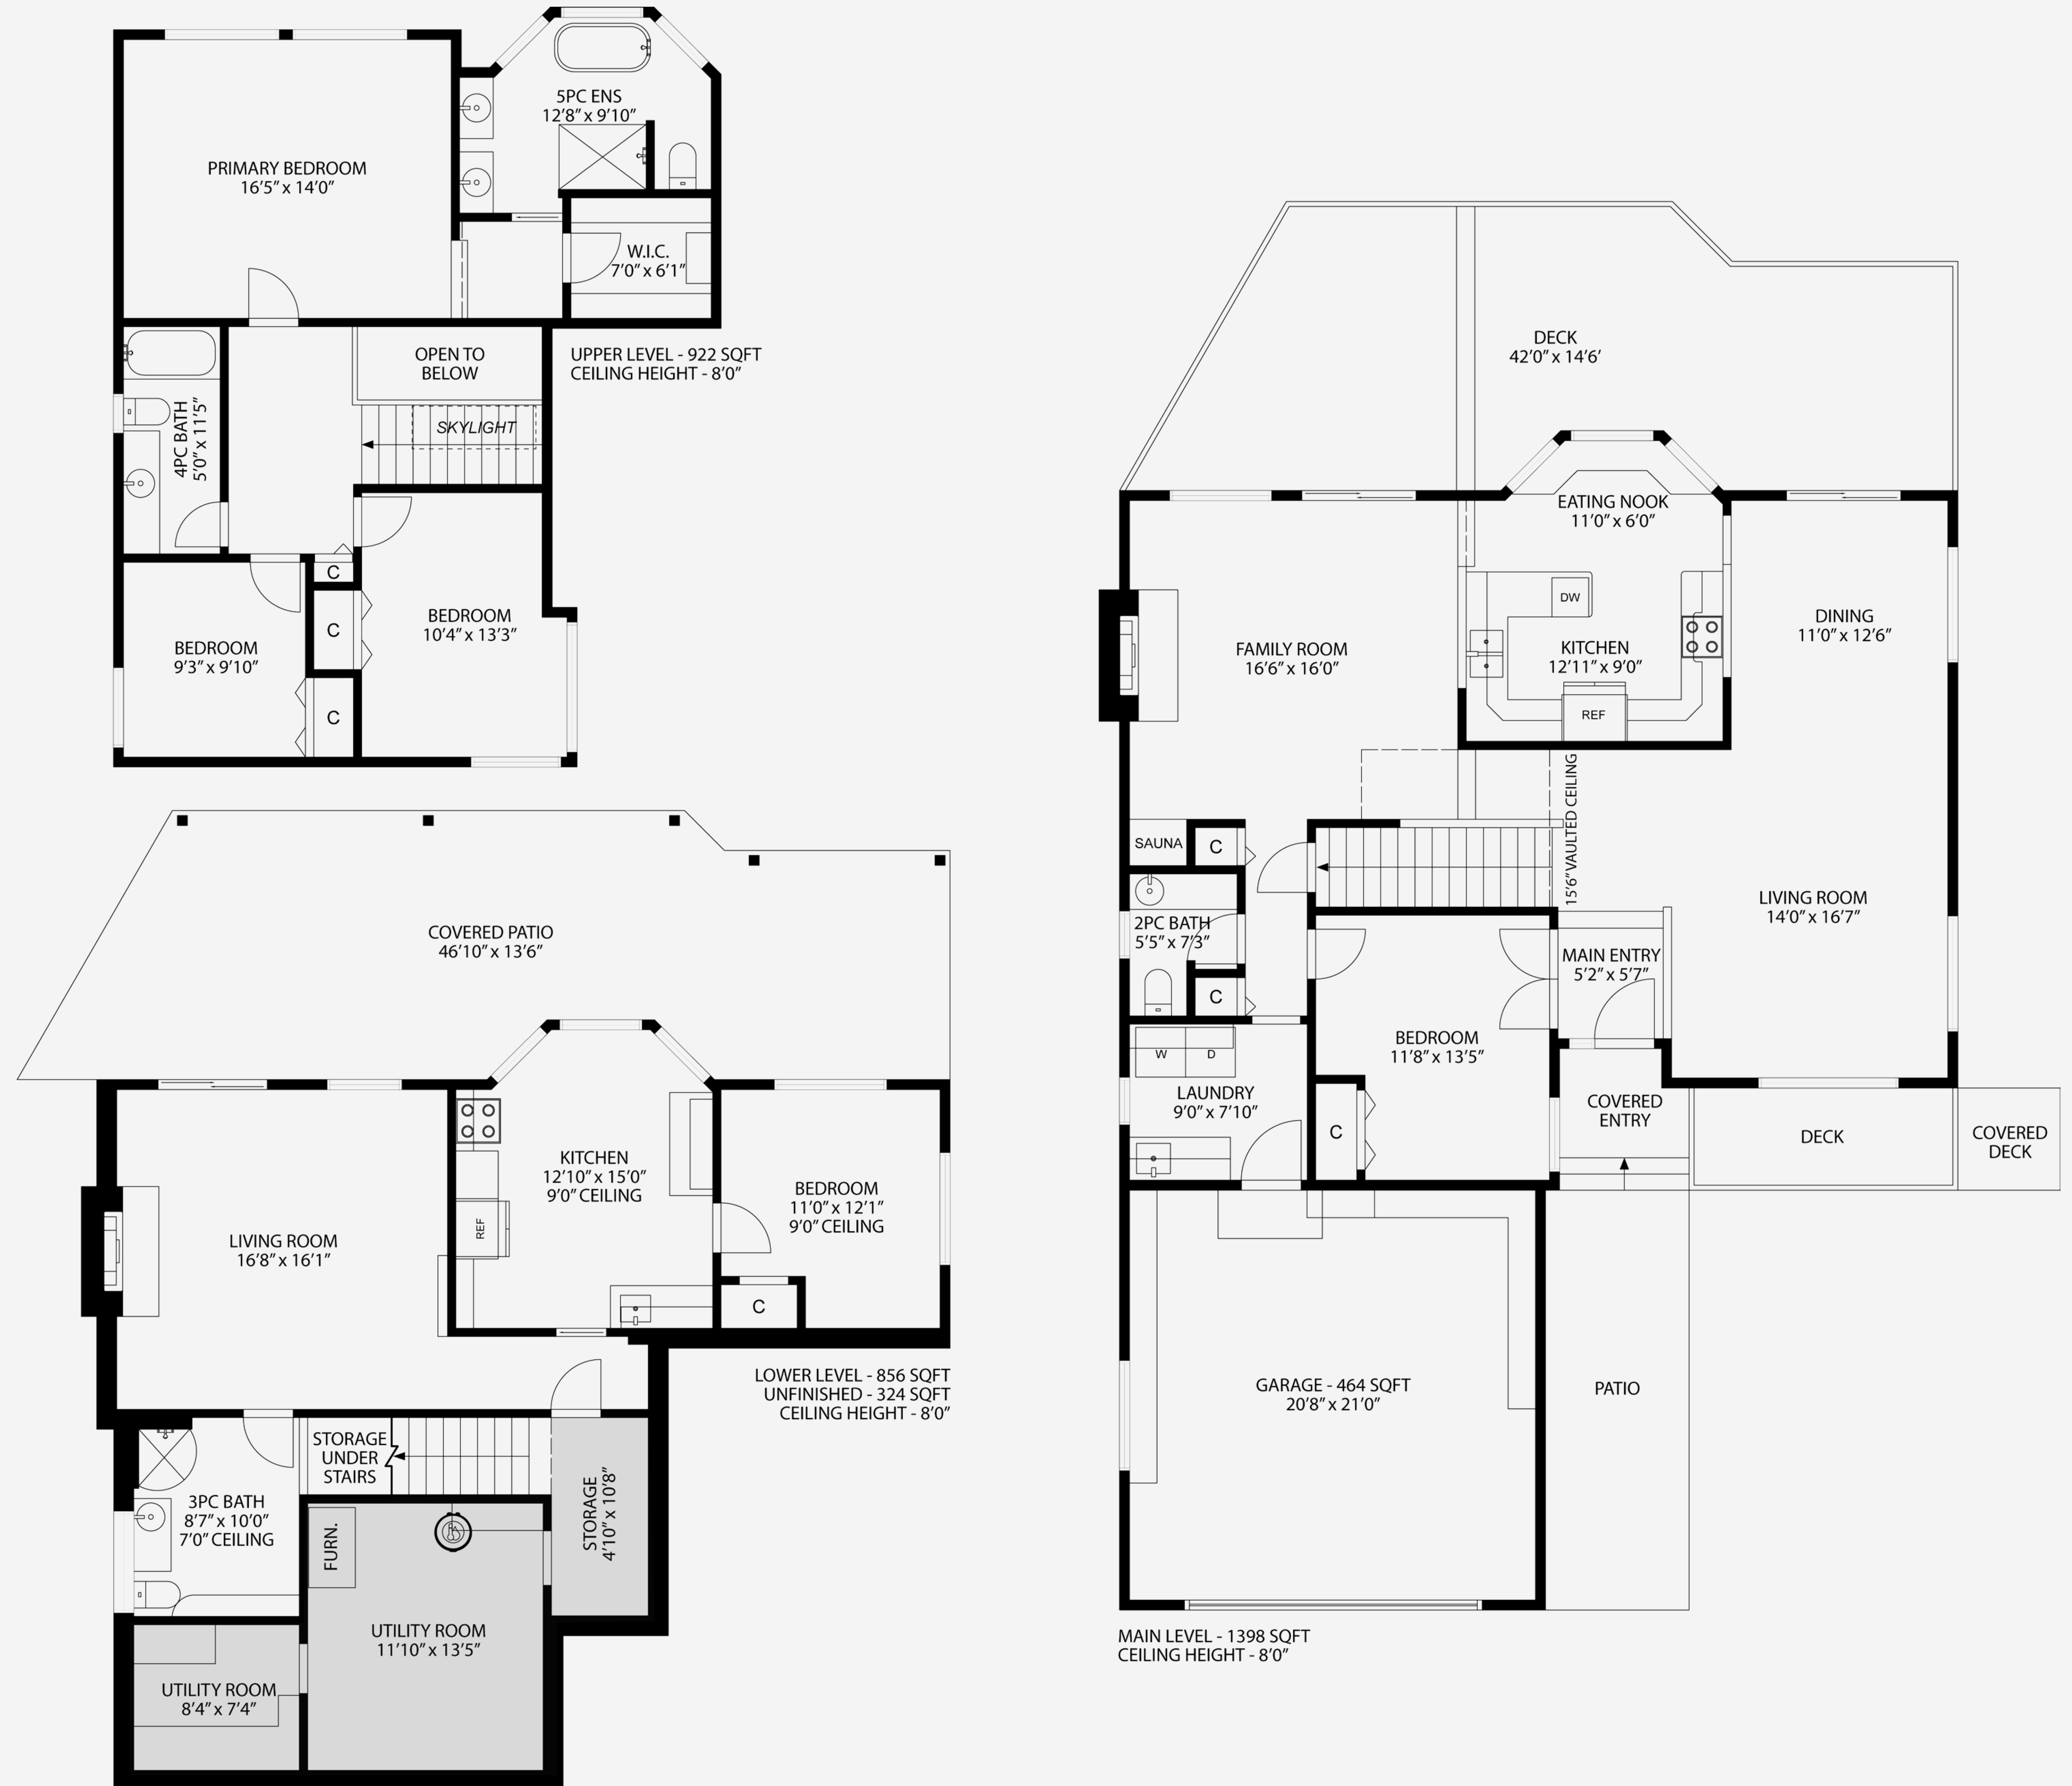 5PC ENS
12'8" x 9'10"
PRIMARY BEDROOM
16'5" x 14'0"
W.I.C.
7'0" x 6'1"
OPEN TO
BELOW
UPPER LEVEL - 922 SQFT
CEILING HEIGHT - 8'0"
4PC BATH
5'0" x 11'5"
SKYLIGHT
C
BEDROOM
10'4" x 13'3"
C
BEDROOM
9'3" x 9'10"
C
COVERED PATIO
46'10" x 13'6"
KITCHEN
12'10" x 15'0"
9'0" CEILING
BEDROOM
11'0" x 12'1"
9'0" CEILING
REF
LIVING ROOM
16'8" x 16'1"
C
LOWER LEVEL - 856 SQFT
UNFINISHED - 324 SQFT
CEILING HEIGHT - 8'0"
STORAGE
UNDER
STAIRS
STORAGE
4'10" x 10'8"
3PC BATH
8'7" x 10'0"
7'0" CEILING
FURN.
UTILITY ROOM
11'10" x 13'5"
UTILITY ROOM
8'4" x 7'4"
DECK
42'0" x 14'6'
EATING NOOK
11'0" x 6'0"
DW
DINING
11'0" x 12'6"
FAMILY ROOM
16'6" x 16'0"
KITCHEN
12'11" x 9'0"
REF
15'6" VAULTED CEILING
SAUNA
C
LIVING ROOM
14'0" x 16'7"
2PC BATH
5'5" x 7'3"
MAIN ENTRY
5'2" x 5'7"
C
BEDROOM
11'8" x 13'5"
W
D
LAUNDRY
9'0" x 7'10"
COVERED
ENTRY
C
DECK
COVERED
DECK
GARAGE - 464 SQFT
20'8" x 21'0"
PATIO
MAIN LEVEL - 1398 SQFT
CEILING HEIGHT - 8'0"